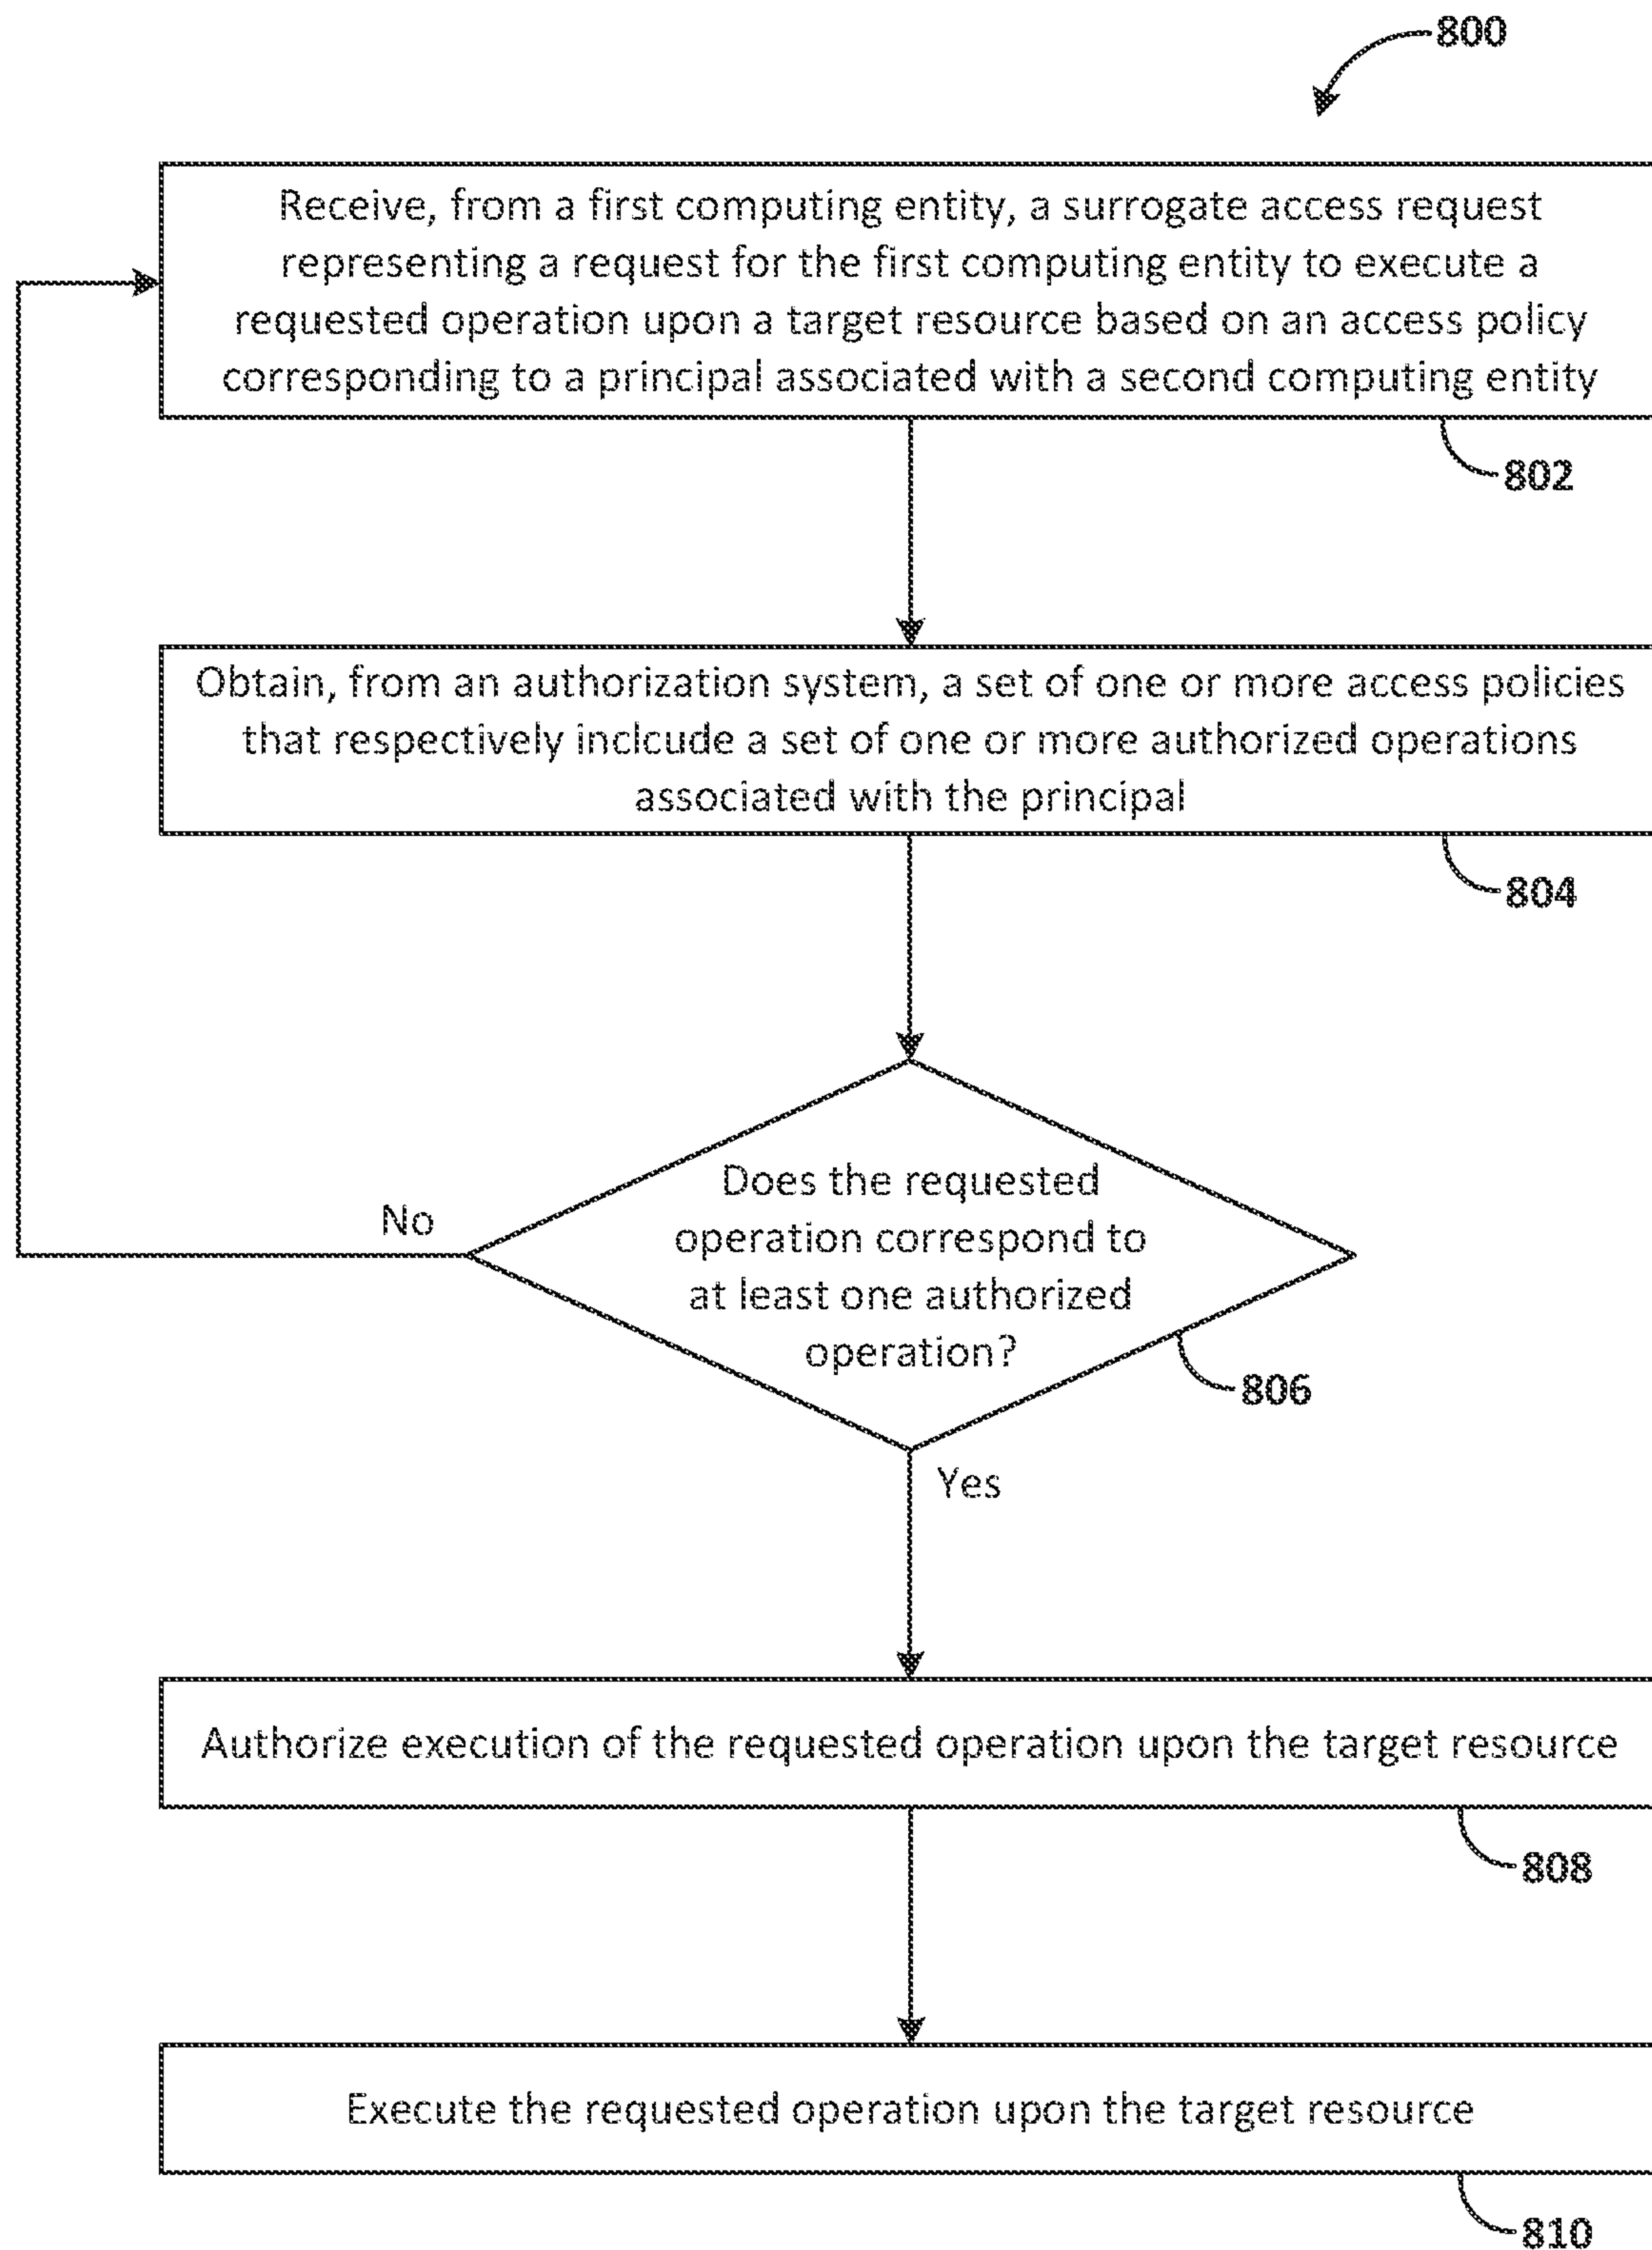 800
Receive, from a first computing entity, a surrogate access request
representing a request for the first computing entity to execute a
requested operation upon a target resource based on an access policy
corresponding to a principal associated with a second computing entity
802
Obtain, from an authorization system, a set of one or more access policies
that respectively inclcude a set of one or more authorized operations
associated with the principal
804
Does the requested
operation correspond to
at least one authorized
operation?
No
806
Yes
Authorize execution of the requested operation upon the target resource
808
Execute the requested operation upon the target resource
810